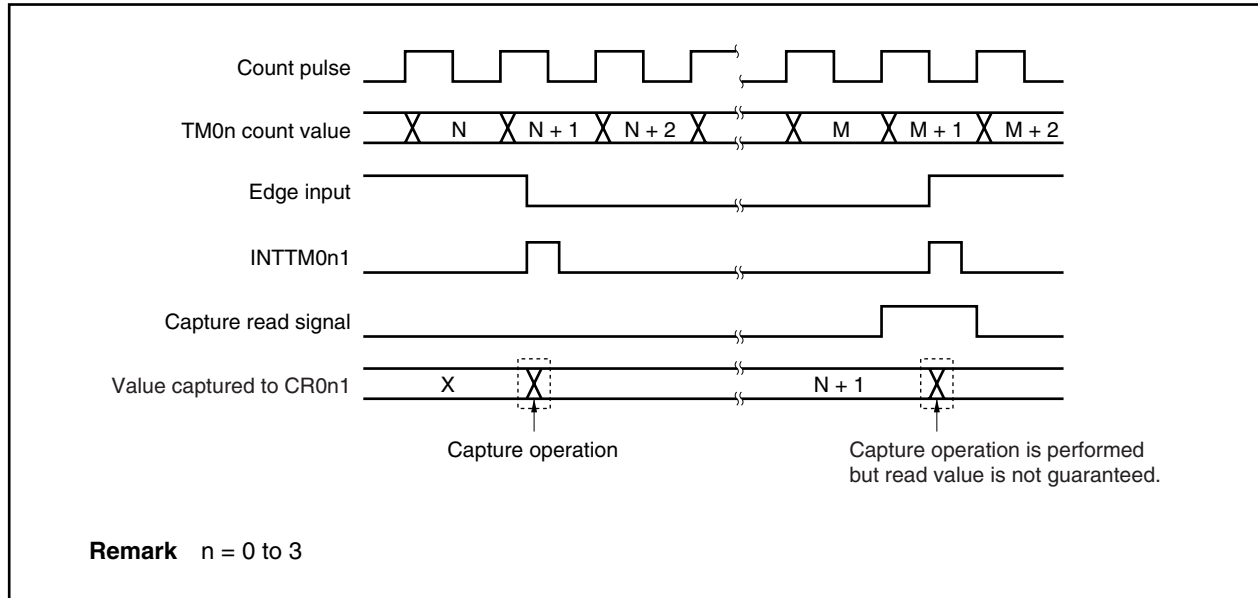 Count pulse
TM0n count value
N N + 1 N + 2 M M + 1 M + 2
Edge input
INTTM0n1
Capture read signal
Value captured to CR0n1
X N + 1
Capture operation
Capture operation is performed
but read value is not guaranteed.
Remark n = 0 to 3